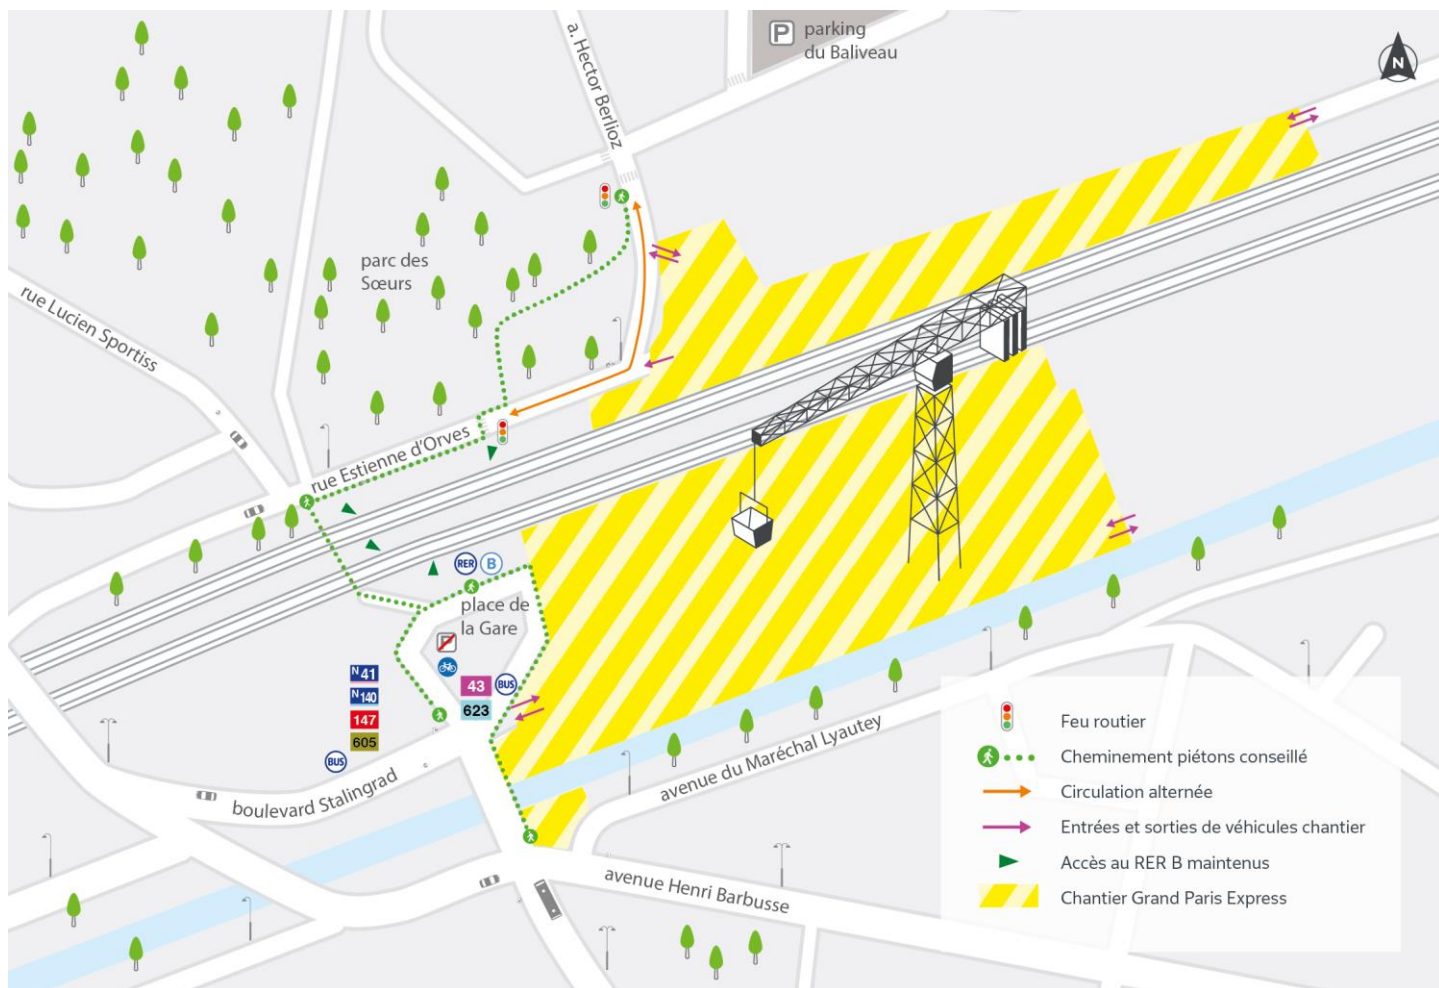 a. Hector Berlioz
P
parking
du Baliveau
N
parc des
Sœurs
rue Lucien Sportiss
rue Estienne d'Orves
RER
B
place de
la Gare
P
N 41
N 140
147
605
BUS
43
BUS
623
boulevard Stalingrad
avenue du Maréchal Lyautey
avenue Henri Barbusse
Feu routier
Cheminement piétons conseillé
Circulation alternée
Entrées et sorties de véhicules chantier
Accès au RER B maintenus
Chantier Grand Paris Express